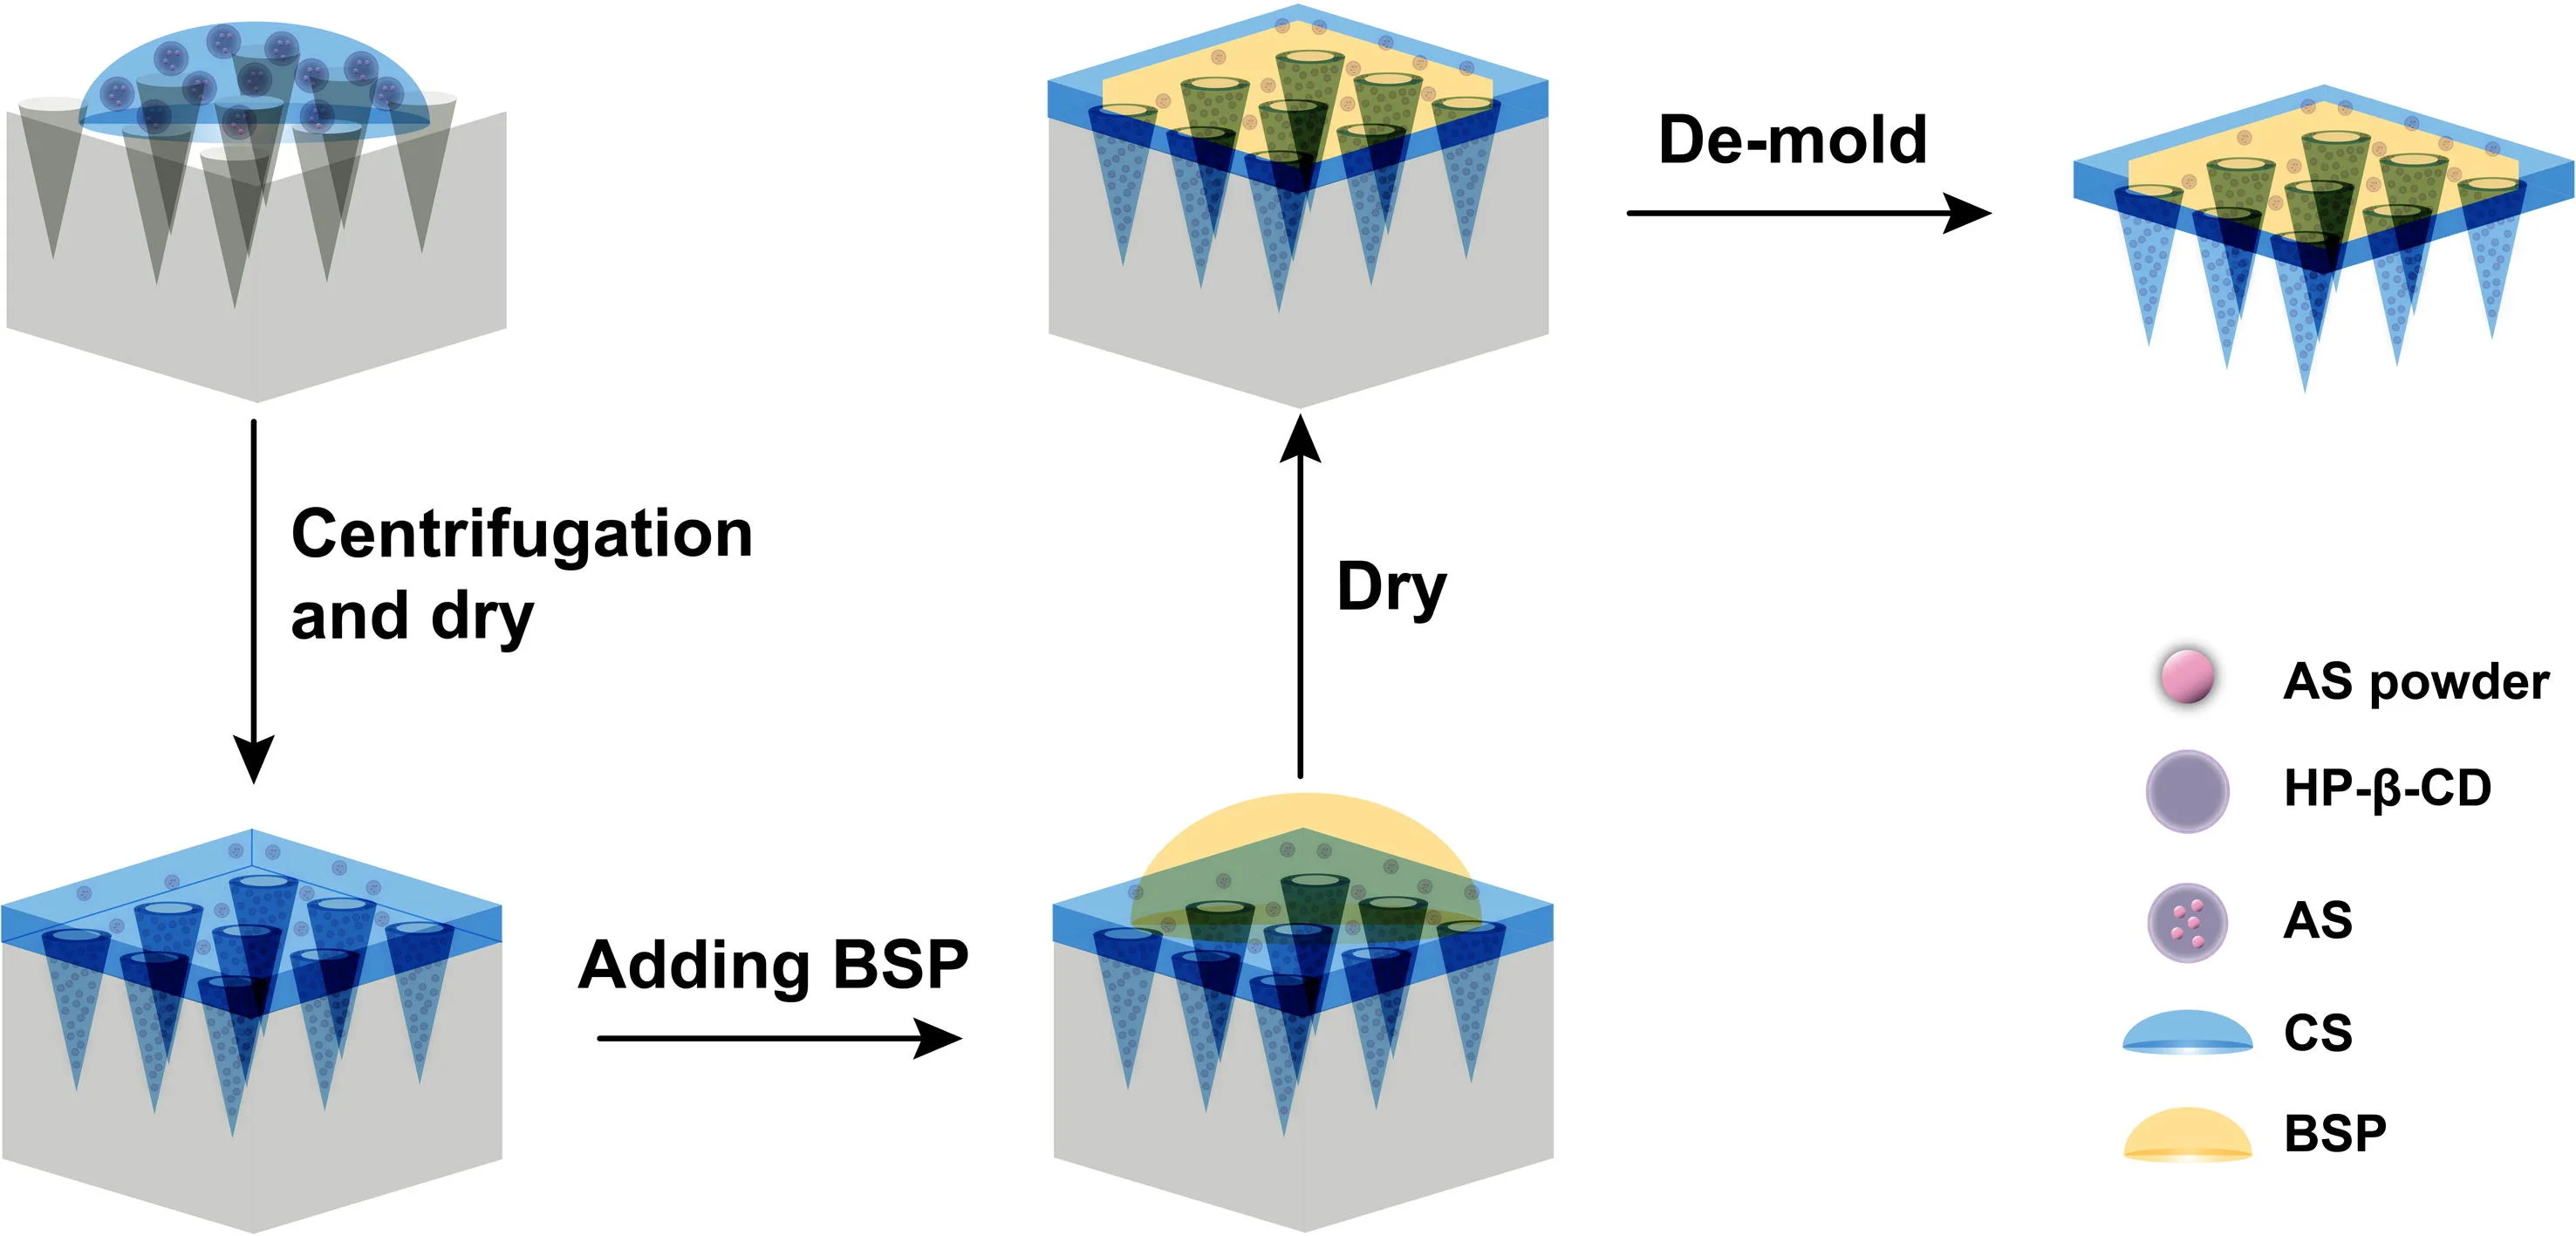 De-mold
Centrifugation
and dry
Dry
Adding BSP
AS powder
HP-β-CD
AS
CS
BSP